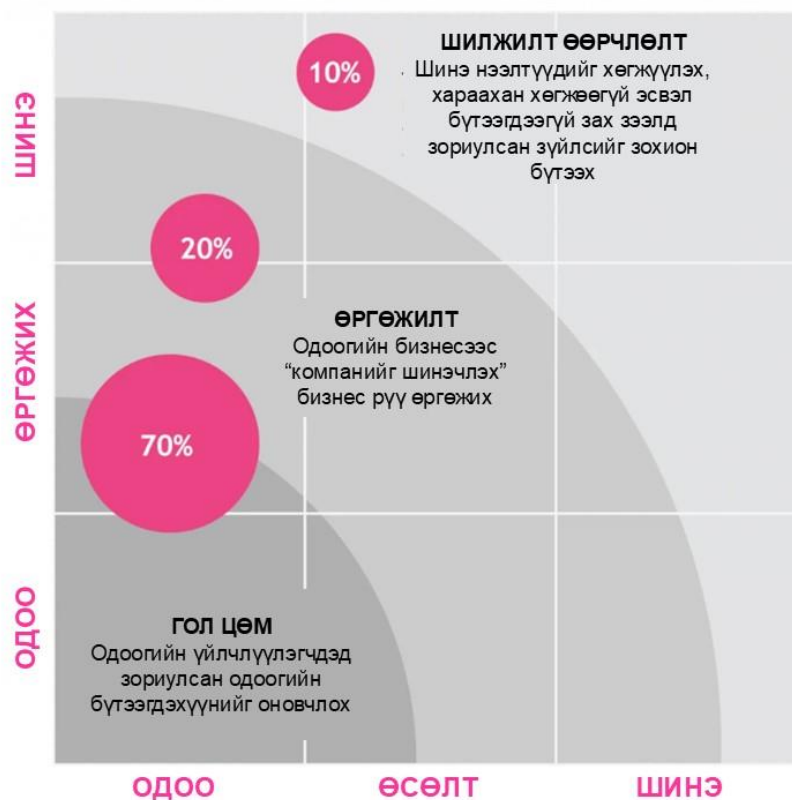 ШИЛЖИЛТ ӨӨРЧЛӨЛТ
Шинэ нээлтүүдийг хөгжүүлэх,
хараахан хөгжөөгүй эсвэл
бүтээгдээгүй зах зээлд
зориулсан зүйлсийг зохион
бүтээх
10%
ШИНЭ
20%
ӨРГӨЖИЛТ
Одоогийн бизнесээс
“компанийг шинэчлэх”
бизнес рүү өргөжих
ӨРГӨЖИХ
70%
ГОЛ ЦӨМ
Одоогийн үйлчлүүлэгчдэд
зориулсан одоогийн
бүтээгдэхүүнийг оновчлох
ОДОО
ОДОО
ӨСӨЛТ
ШИНЭ